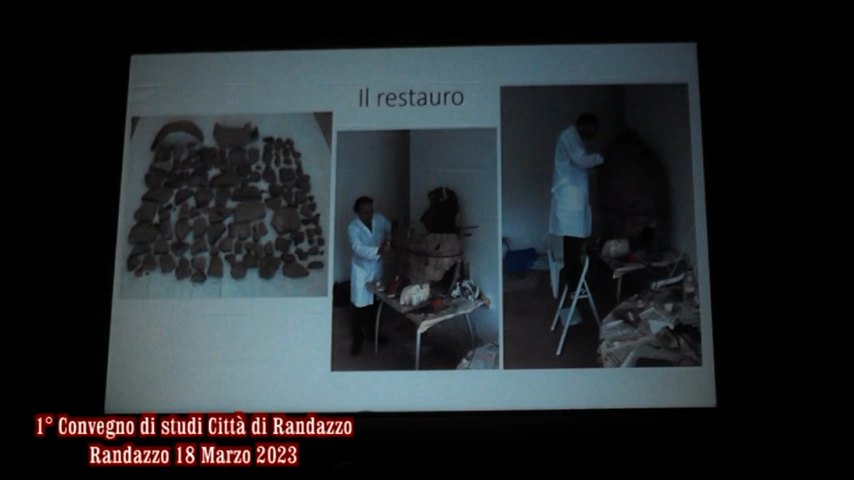 Il restauro
1° Convegno di studi Città di Randazzo
Randazzo 18 Marzo 2023